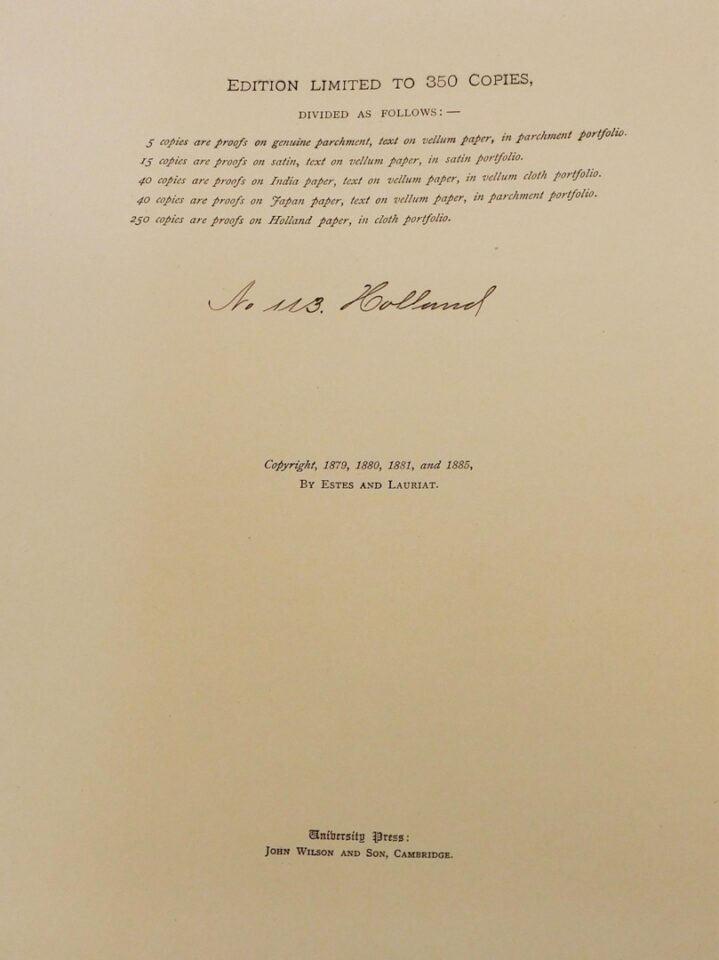 EDITION LIMITED TO 350 COPIES,
DIVIDED AS FOLLOWS: —
5 copies are proofs on genuine parchment, text on vellum paper, in parchment portfolio.
15 copies are proofs on satin, text on vellum paper, in satin portfolio.
40 copies are proofs on India paper, text on vellum paper, in vellum cloth portfolio.
40 copies are proofs on Japan paper, text on vellum paper, in parchment portfolio.
250 copies are proofs on Holland paper, in cloth portfolio.
No 113. Holland
Copyright, 1879, 1880, 1881, and 1885,
BY ESTES AND LAURIAT.
University Press:
JOHN WILSON AND SON, CAMBRIDGE.